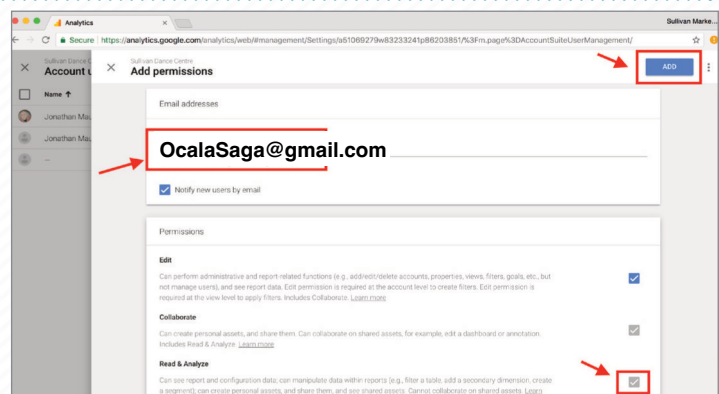 Analytics
Sullivan Marke...
Secure https://analytics.google.com/analytics/web/#management/Settings/a51069279w83233241p86203851/%3Fm.page%3DAccountSuiteUserManagement/
Sullivan Dance C
Account u
Sullivan Dance Centre
Add permissions
ADD
Name
Jonathan Mau
Jonathan Mau
--
Email addresses
OcalaSaga@gmail.com
Notify new users by email
Permissions
Edit
Can perform administrative and report related functions (e.g., add/edit/delete accounts, properties, views, filters, goals, etc., but
not manage users), and see report data. Edit permission is required at the account level to create filters. Edit permission is
required at the view level to apply filters. Includes Collaborate. Learn more
Collaborate
Can create personal assets, and share them. Can collaborate on shared assets, for example, edit a dashboard or annotation.
Includes Read & Analyze. Learn more
Read & Analyze
Can see report and configuration data; can manipulate data within reports (e.g., filter a table, add a secondary dimension, create
a segment); can create personal assets, and share them, and see shared assets. Cannot collaborate on shared assets. Learn